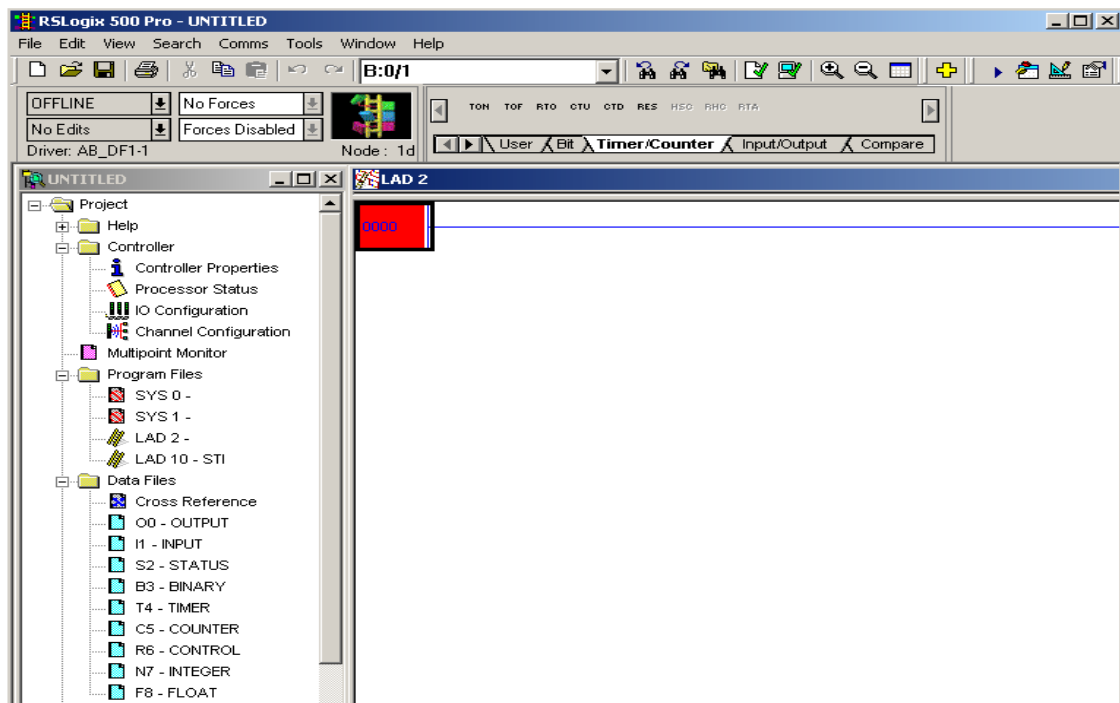 RSLogix 500 Pro - UNTITLED
File Edit View Search Comms Tools Window Help
B:0/1
OFFLINE No Forces
No Edits Forces Disabled
Driver: AB_DF1-1 Node : 1d
TON TOF RTO CTU CTD RES HSC RHC RTA
User Bit Timer/Counter Input/Output Compare
UNTITLED
Project
Help
Controller
Controller Properties
Processor Status
IO Configuration
Channel Configuration
Multipoint Monitor
Program Files
SYS 0 -
SYS 1 -
LAD 2 -
LAD 10 - STI
Data Files
Cross Reference
O0 - OUTPUT
I1 - INPUT
S2 - STATUS
B3 - BINARY
T4 - TIMER
C5 - COUNTER
R6 - CONTROL
N7 - INTEGER
F8 - FLOAT
LAD 2
0000